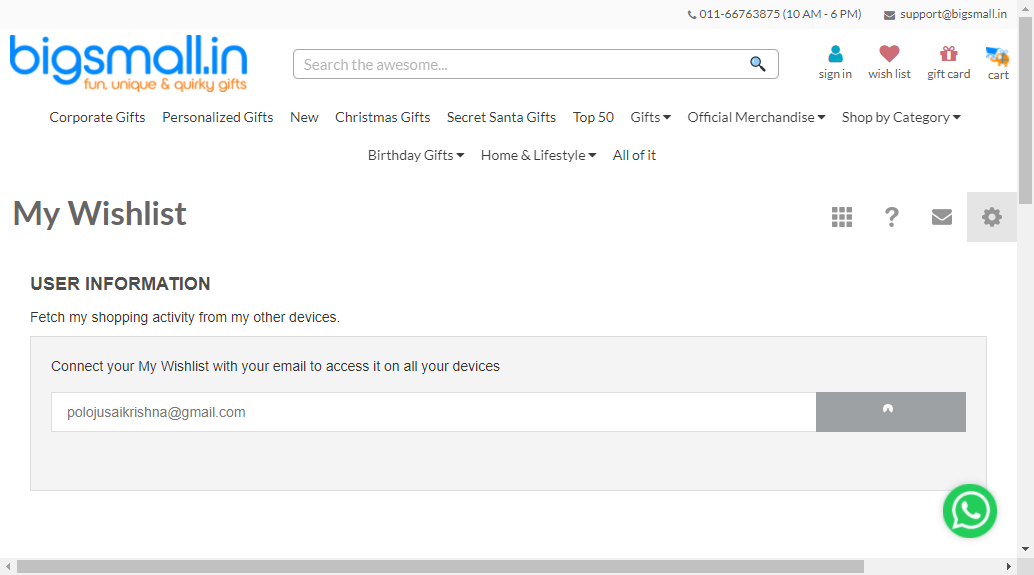 011-66763875 (10 AM - 6 PM) support@bigsmall.in
bigsmall.in
fun, unique & quirky gifts
Search the awesome...
sign in wish list gift card cart
Corporate Gifts Personalized Gifts New Christmas Gifts Secret Santa Gifts Top 50 Gifts Official Merchandise Shop by Category
Birthday Gifts Home & Lifestyle All of it
My Wishlist
USER INFORMATION
Fetch my shopping activity from my other devices.
Connect your My Wishlist with your email to access it on all your devices
polojusaikrishna@gmail.com